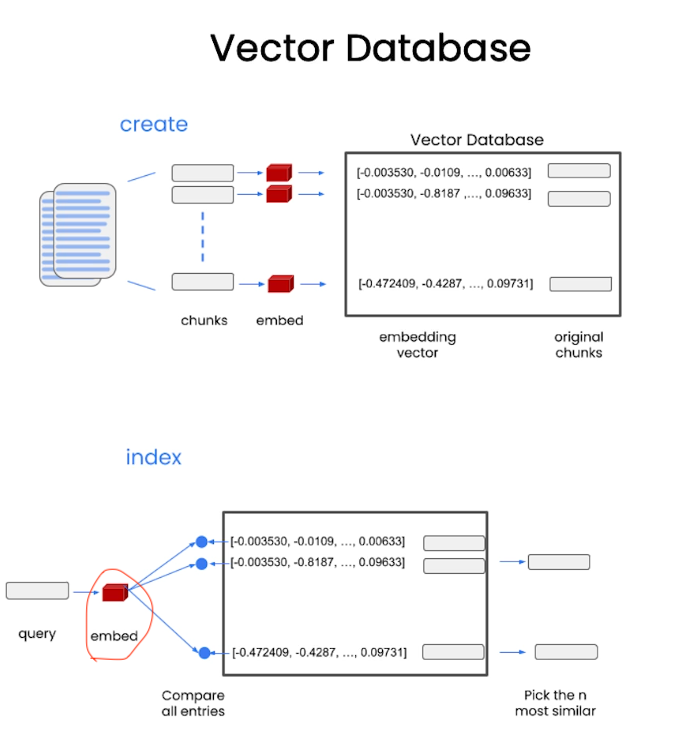 Vector Database
create
Vector Database
[-0.003530, -0.0109, ..., 0.00633]
[-0.003530, -0.8187 ,..., 0.09633]
[-0.472409, -0.4287, ..., 0.09731]
chunks
embed
embedding
vector
original
chunks
index
[-0.003530, -0.0109, ..., 0.00633]
[-0.003530, -0.8187, ..., 0.09633]
query
embed
[-0.472409, -0.4287, ..., 0.09731]
Compare
all entries
Pick the n
most similar